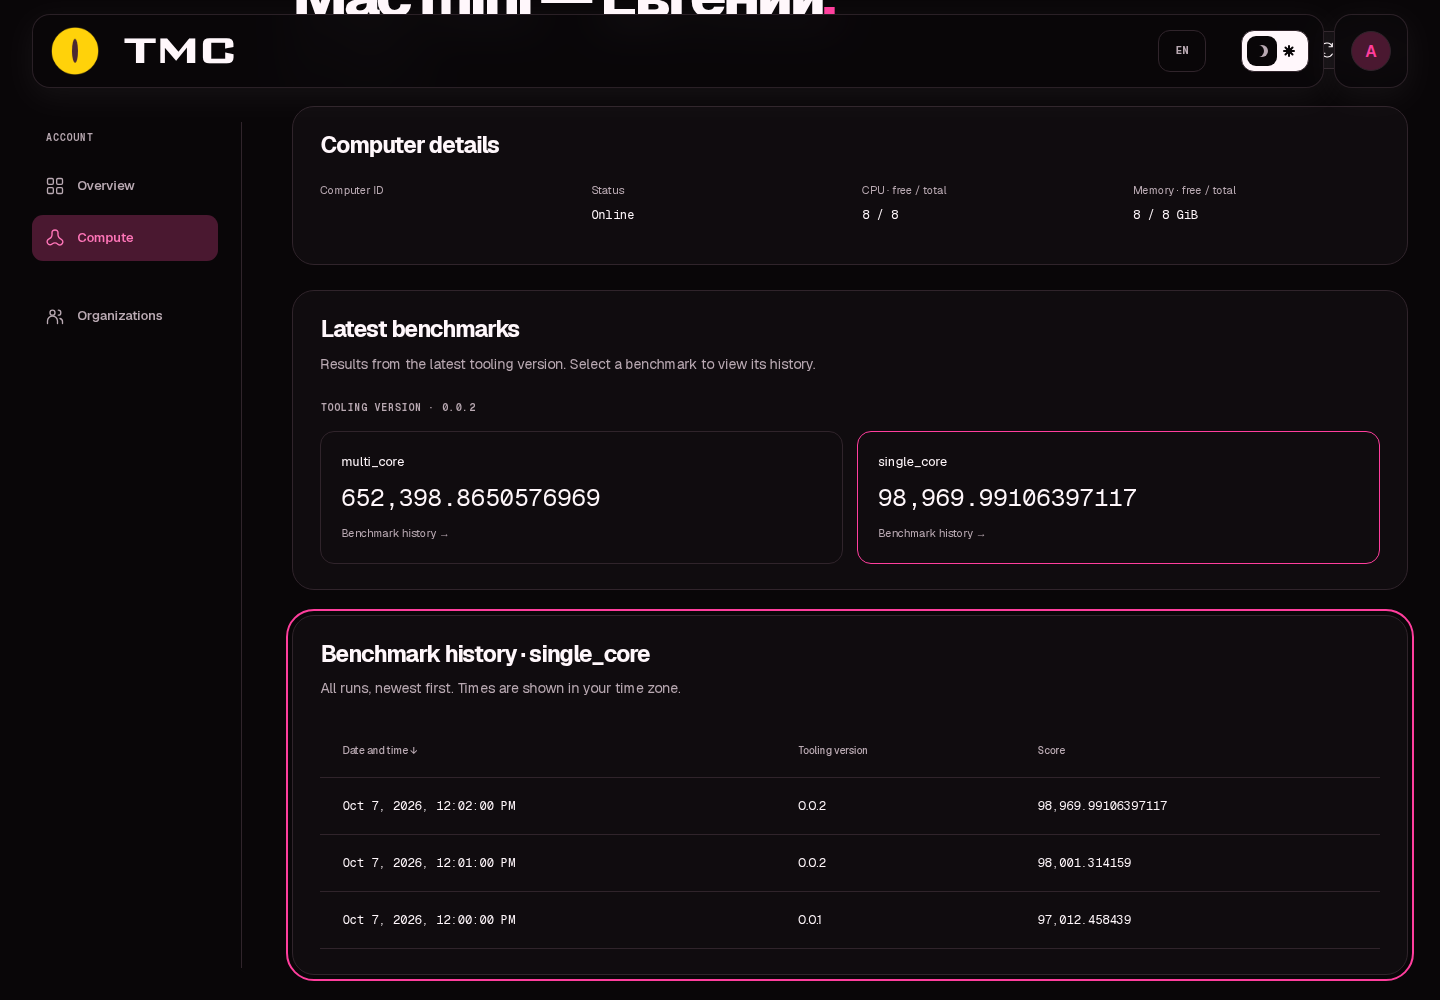 Mac mini — Евгений.
TMC
EN
A
ACCOUNT
Overview
Compute
Organizations
Computer details
Computer ID
Status
Online
CPU · free / total
8 / 8
Memory · free / total
8 / 8 GiB
Latest benchmarks
Results from the latest tooling version. Select a benchmark to view its history.
TOOLING VERSION · 0.0.2
multi_core
652,398.8650576969
Benchmark history →
single_core
98,969.99106397117
Benchmark history →
Benchmark history · single_core
All runs, newest first. Times are shown in your time zone.
Date and time ↓ Tooling version Score
Oct 7, 2026, 12:02:00 PM 0.0.2 98,969.99106397117
Oct 7, 2026, 12:01:00 PM 0.0.2 98,001.314159
Oct 7, 2026, 12:00:00 PM 0.0.1 97,012.458439